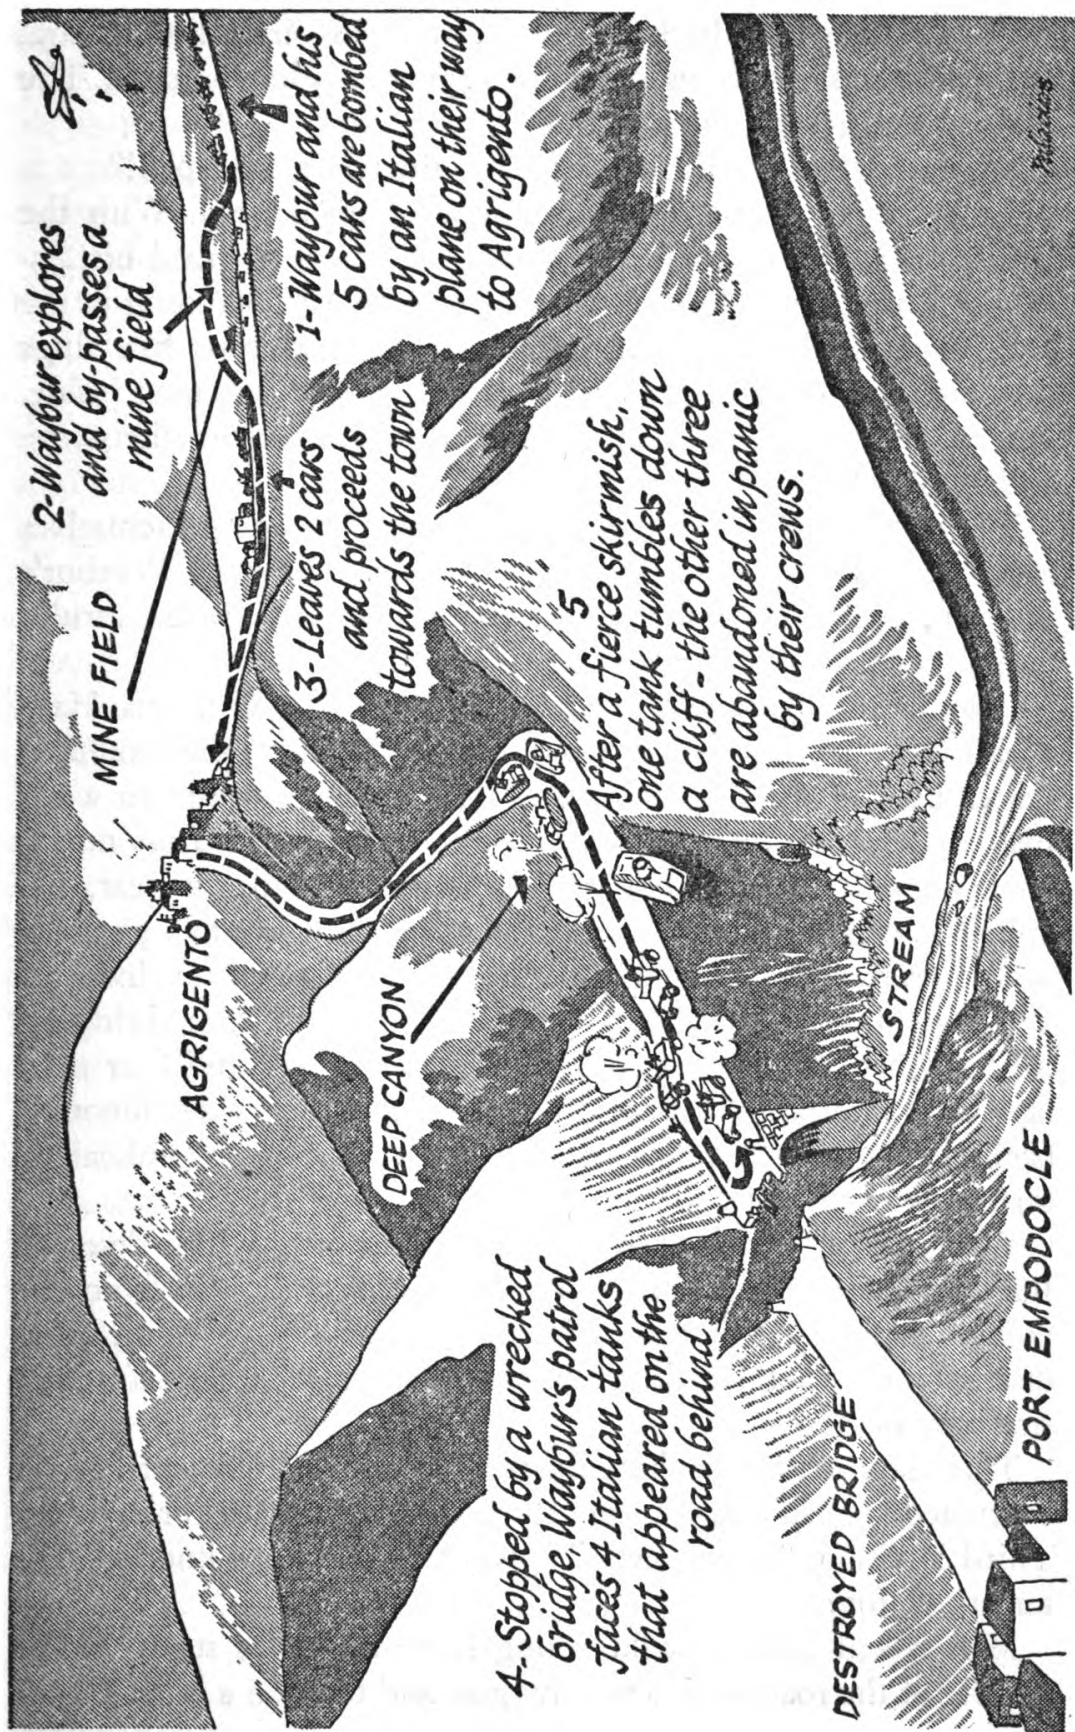 2-Waybur explores
and by-passes a
mine field
MINE FIELD
1-Waybur and his
5 cars are bombed
by an Italian
plane on their way
to Agrigento.
3-Leaves 2 cars
and proceeds
towards the town
AGRIGENTO
DEEP CANYON
5
After a fierce skirmish,
one tank tumbles down
a cliff - the other three
are abandoned in panic
by their crews.
STREAM
4-Stopped by a wrecked
bridge, Waybur's patrol
faces 4 Italian tanks
that appeared on the
road behind
DESTROYED BRIDGE
PORT EMPODOCLE
Palacios